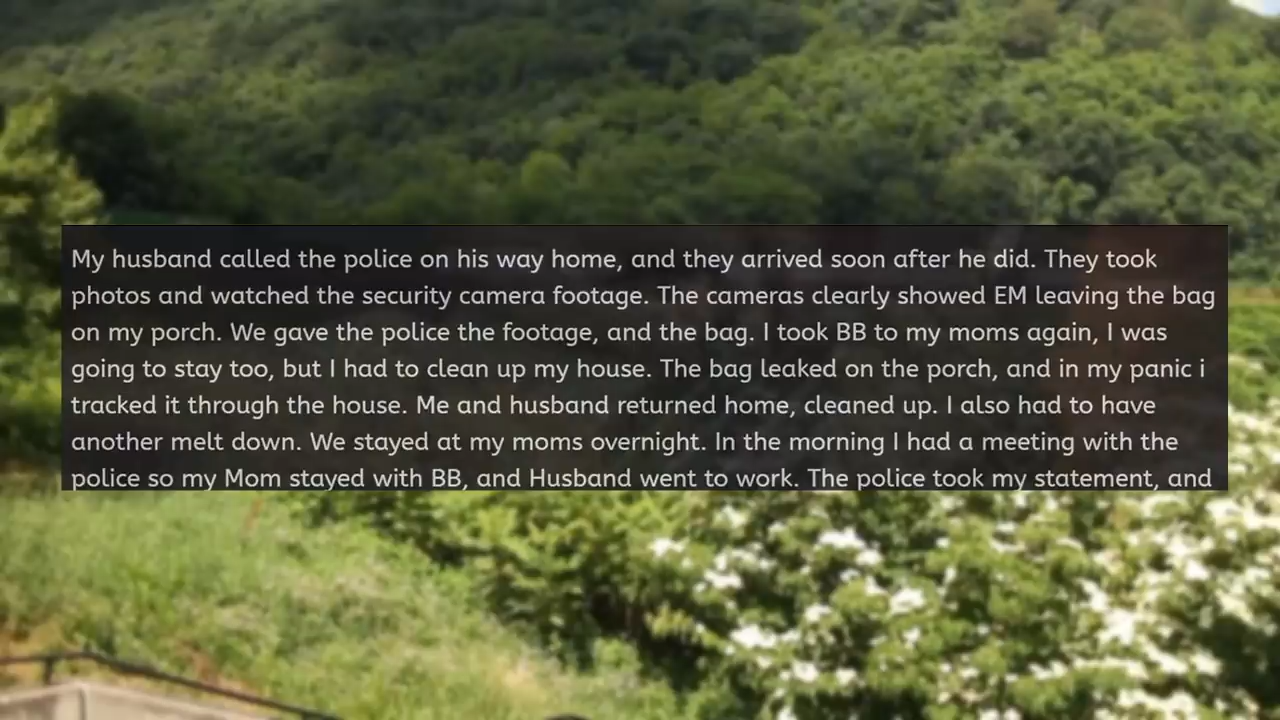 My husband called the police on his way home, and they arrived soon after he did. They took
photos and watched the security camera footage. The cameras clearly showed EM leaving the bag
on my porch. We gave the police the footage, and the bag. I took BB to my moms again, I was
going to stay too, but I had to clean up my house. The bag leaked on the porch, and in my panic i
tracked it through the house. Me and husband returned home, cleaned up. I also had to have
another melt down. We stayed at my moms overnight. In the morning I had a meeting with the
police so my Mom stayed with BB, and Husband went to work. The police took my statement, and